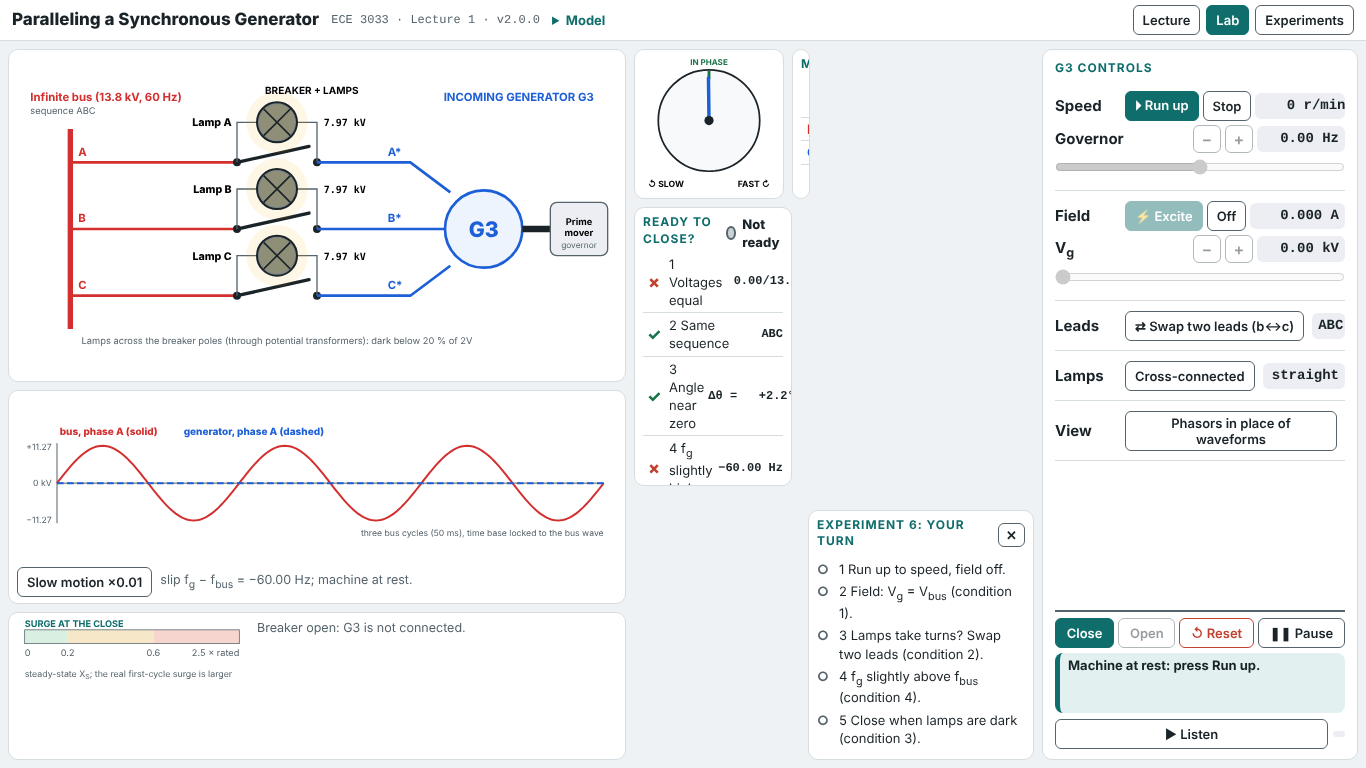 Paralleling a Synchronous Generator ECE 3033 · Lecture 1 · v2.0.0 ▶ Model
Lecture Lab Experiments
Infinite bus (13.8 kV, 60 Hz)
sequence ABC
BREAKER + LAMPS
INCOMING GENERATOR G3
Lamp A 7.97 kV
A A*
Lamp B 7.97 kV
B B*
Lamp C 7.97 kV
C C*
G3
Prime
mover
governor
Lamps across the breaker poles (through potential transformers): dark below 20 % of 2V
bus, phase A (solid) generator, phase A (dashed)
+11.27
0 kV
−11.27
three bus cycles (50 ms), time base locked to the bus wave
Slow motion ×0.01 slip fg − fbus = −60.00 Hz; machine at rest.
SURGE AT THE CLOSE
0 0.2 0.6 2.5 × rated
steady-state XS; the real first-cycle surge is larger
Breaker open: G3 is not connected.
IN PHASE
↺ SLOW FAST ↻
M
READY TO
CLOSE?
Not
ready
1
Voltages
equal
0.00/13.
2 Same
sequence
ABC
3
Angle
near
zero
Δθ = +2.2°
4 fg
slightly
−60.00 Hz
EXPERIMENT 6: YOUR
TURN
✕
1 Run up to speed, field off.
2 Field: Vg = Vbus (condition
1).
3 Lamps take turns? Swap
two leads (condition 2).
4 fg slightly above fbus
(condition 4).
5 Close when lamps are dark
(condition 3).
G3 CONTROLS
Speed ⏵Run up Stop 0 r/min
Governor − + 0.00 Hz
Field ⚡ Excite Off 0.000 A
Vg − + 0.00 kV
Leads ⇄ Swap two leads (b↔c) ABC
Lamps Cross-connected straight
View Phasors in place of
waveforms
Close Open ↺ Reset ❚❚ Pause
Machine at rest: press Run up.
▶ Listen